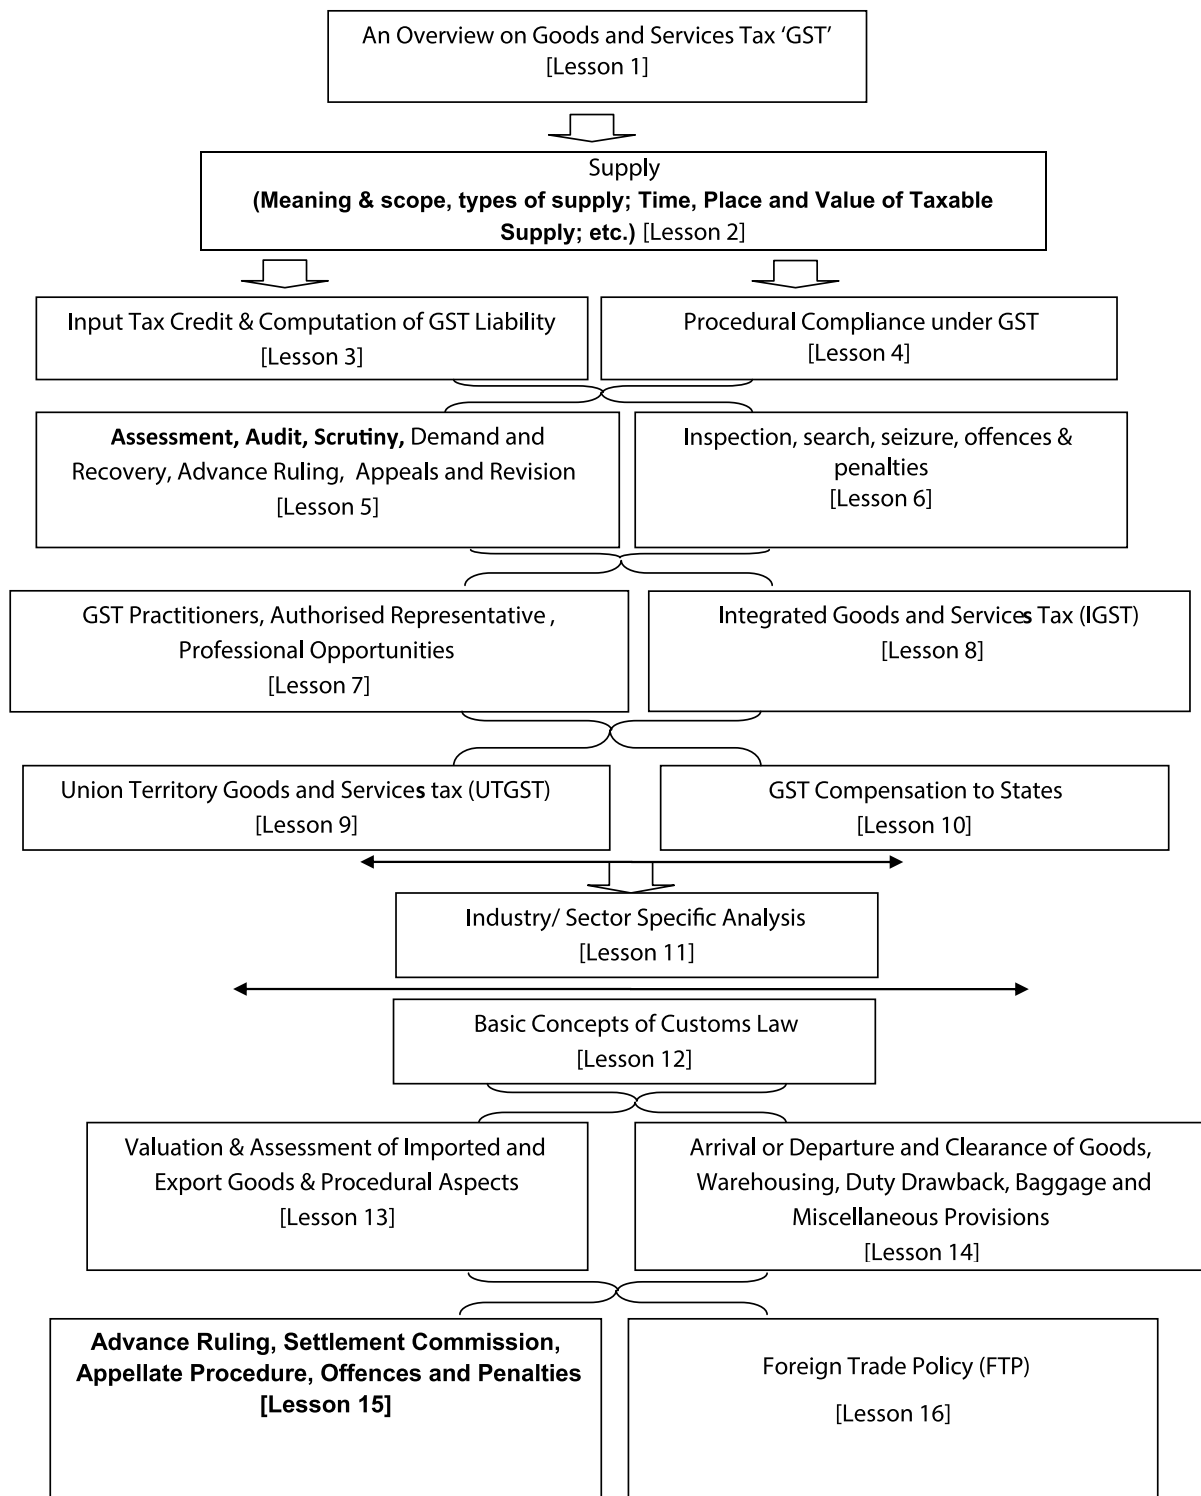 An Overview on Goods and Services Tax ‘GST’
[Lesson 1]
Supply
(Meaning & scope, types of supply; Time, Place and Value of Taxable
Supply; etc.) [Lesson 2]
Input Tax Credit & Computation of GST Liability
[Lesson 3]
Procedural Compliance under GST
[Lesson 4]
Assessment, Audit, Scrutiny, Demand and
Recovery, Advance Ruling, Appeals and Revision
[Lesson 5]
Inspection, search, seizure, offences &
penalties
[Lesson 6]
GST Practitioners, Authorised Representative ,
Professional Opportunities
[Lesson 7]
Integrated Goods and Services Tax (IGST)
[Lesson 8]
Union Territory Goods and Services tax (UTGST)
[Lesson 9]
GST Compensation to States
[Lesson 10]
Industry/ Sector Specific Analysis
[Lesson 11]
Basic Concepts of Customs Law
[Lesson 12]
Valuation & Assessment of Imported and
Export Goods & Procedural Aspects
[Lesson 13]
Arrival or Departure and Clearance of Goods,
Warehousing, Duty Drawback, Baggage and
Miscellaneous Provisions
[Lesson 14]
Advance Ruling, Settlement Commission,
Appellate Procedure, Offences and Penalties
[Lesson 15]
Foreign Trade Policy (FTP)
[Lesson 16]